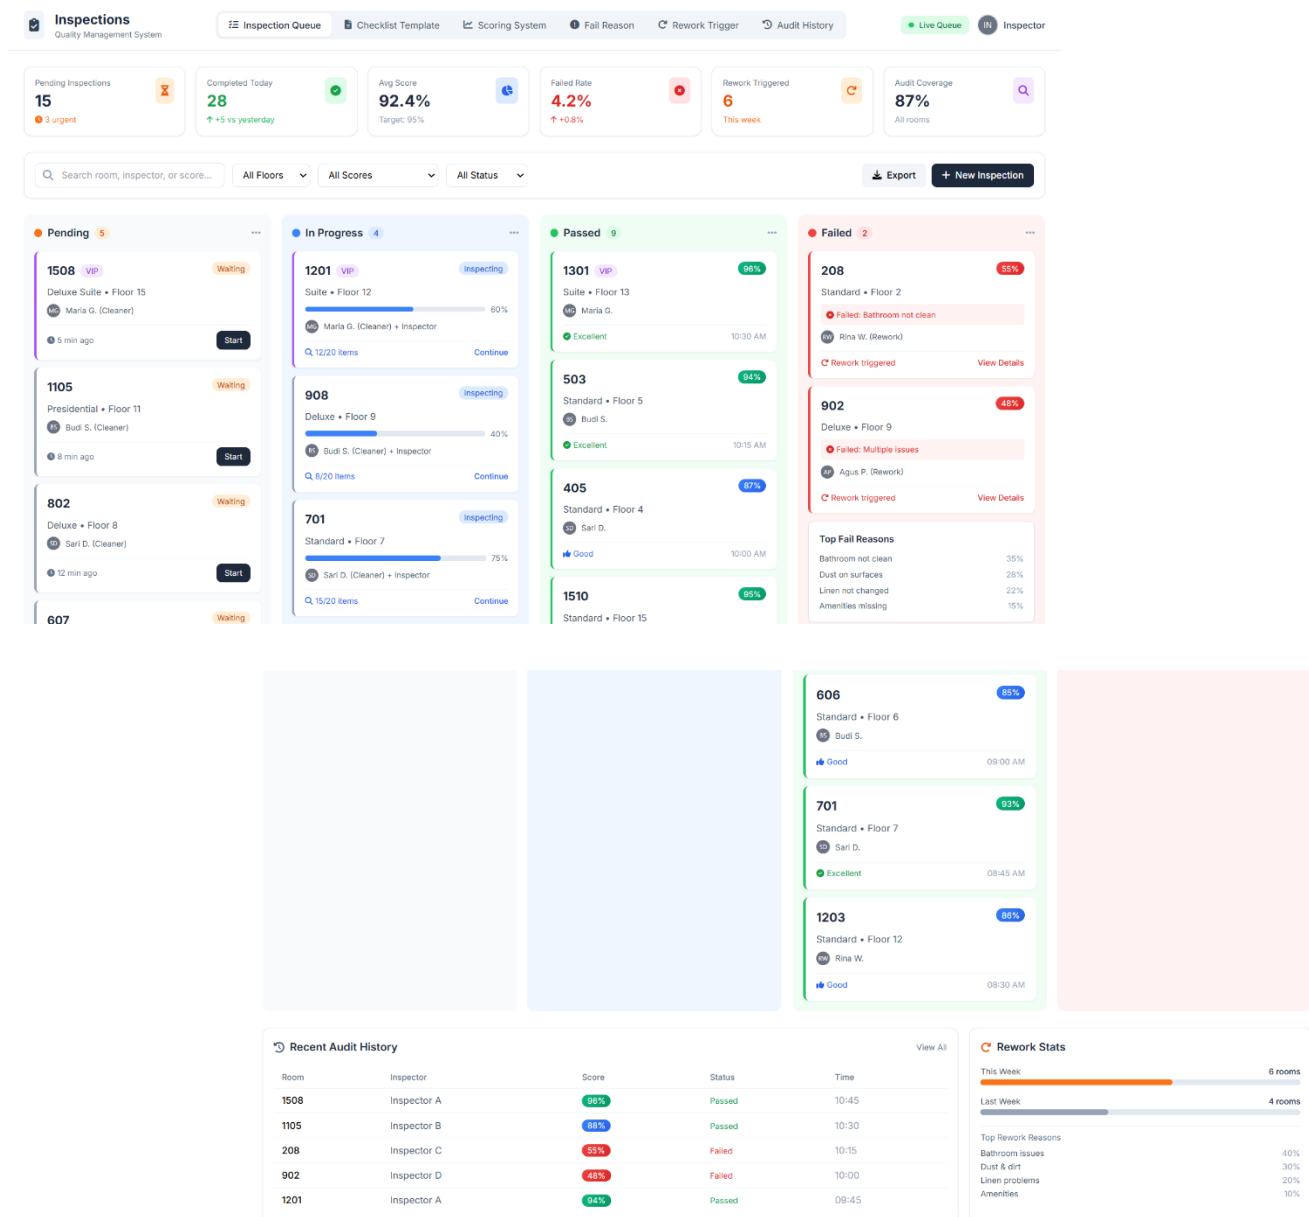 Inspections
Quality Management System
Inspection Queue
Checklist Template
Scoring System
Fail Reason
Rework Trigger
Audit History
Live Queue
IN
Inspector
Pending Inspections
15
3 urgent
Completed Today
28
↑ +5 vs yesterday
Avg Score
92.4%
Target: 95%
Failed Rate
4.2%
↑ +0.8%
Rework Triggered
6
This week
Audit Coverage
87%
All rooms
Search room, inspector, or score...
All Floors
All Scores
All Status
Export
+ New Inspection
Pending 5
1508 VIP Waiting
Deluxe Suite • Floor 15
MG Maria G. (Cleaner)
5 min ago Start
1105 Waiting
Presidential • Floor 11
BS Budi S. (Cleaner)
8 min ago Start
802 Waiting
Deluxe • Floor 8
SD Sari D. (Cleaner)
12 min ago Start
607 Waiting
In Progress 4
1201 VIP Inspecting
Suite • Floor 12
60%
MG Maria G. (Cleaner) + Inspector
12/20 items Continue
908 Inspecting
Deluxe • Floor 9
40%
BS Budi S. (Cleaner) + Inspector
8/20 items Continue
701 Inspecting
Standard • Floor 7
75%
SD Sari D. (Cleaner) + Inspector
15/20 items Continue
Passed 9
1301 VIP 96%
Suite • Floor 13
MG Maria G.
Excellent 10:30 AM
503 94%
Standard • Floor 5
BS Budi S.
Excellent 10:15 AM
405 87%
Standard • Floor 4
SD Sari D.
Good 10:00 AM
1510 95%
Standard • Floor 15
Failed 2
208 55%
Standard • Floor 2
Failed: Bathroom not clean
RW Rina W. (Rework)
Rework triggered View Details
902 48%
Deluxe • Floor 9
Failed: Multiple issues
AP Agus P. (Rework)
Rework triggered View Details
Top Fail Reasons
Bathroom not clean 35%
Dust on surfaces 28%
Linen not changed 22%
Amenities missing 15%
606 85%
Standard • Floor 6
BS Budi S.
Good 09:00 AM
701 93%
Standard • Floor 7
SD Sari D.
Excellent 08:45 AM
1203 86%
Standard • Floor 12
RW Rina W.
Good 08:30 AM
Recent Audit History View All
Room Inspector Score Status Time
1508 Inspector A 96% Passed 10:45
1105 Inspector B 88% Passed 10:30
208 Inspector C 55% Failed 10:15
902 Inspector D 48% Failed 10:00
1201 Inspector A 94% Passed 09:45
Rework Stats
This Week 6 rooms
Last Week 4 rooms
Top Rework Reasons
Bathroom issues 40%
Dust & dirt 30%
Linen problems 20%
Amenities 10%